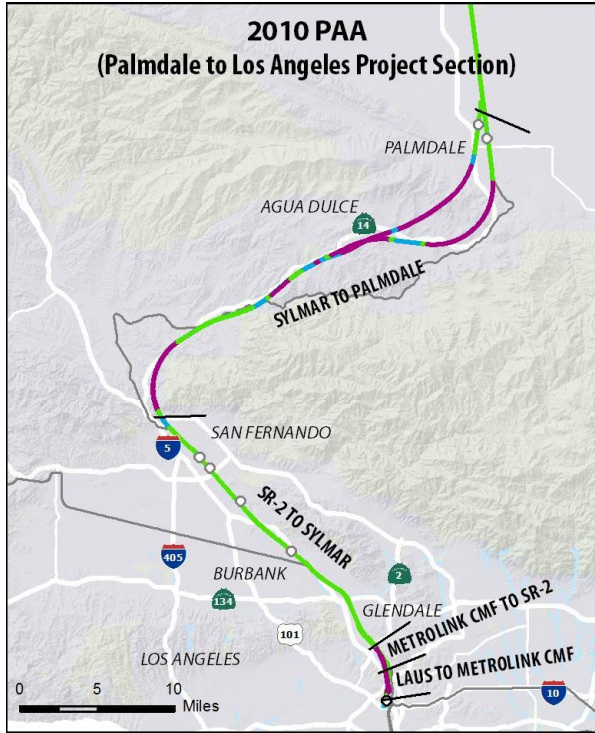 2010 PAA
(Palmdale to Los Angeles Project Section)
PALMDALE
AGUA DULCE
14
SYLMAR TO PALMDALE
SAN FERNANDO
5
SR-2 TO SYLMAR
405
BURBANK
2
134
GLENDALE
METROLINK CMF TO SR-2
101
LOS ANGELES
LAUS TO METROLINK CMF
10
0 5 10
Miles